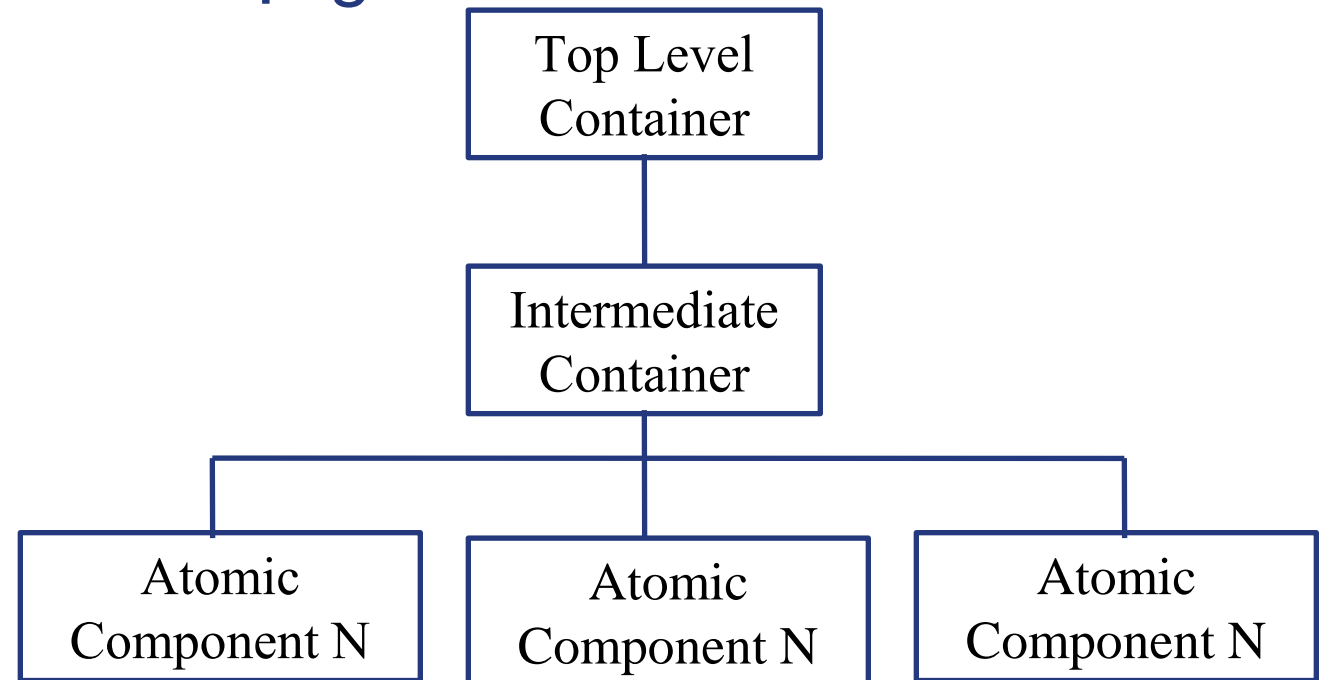 Top Level
Container
Intermediate
Container
Atomic
Component N
Atomic
Component N
Atomic
Component N